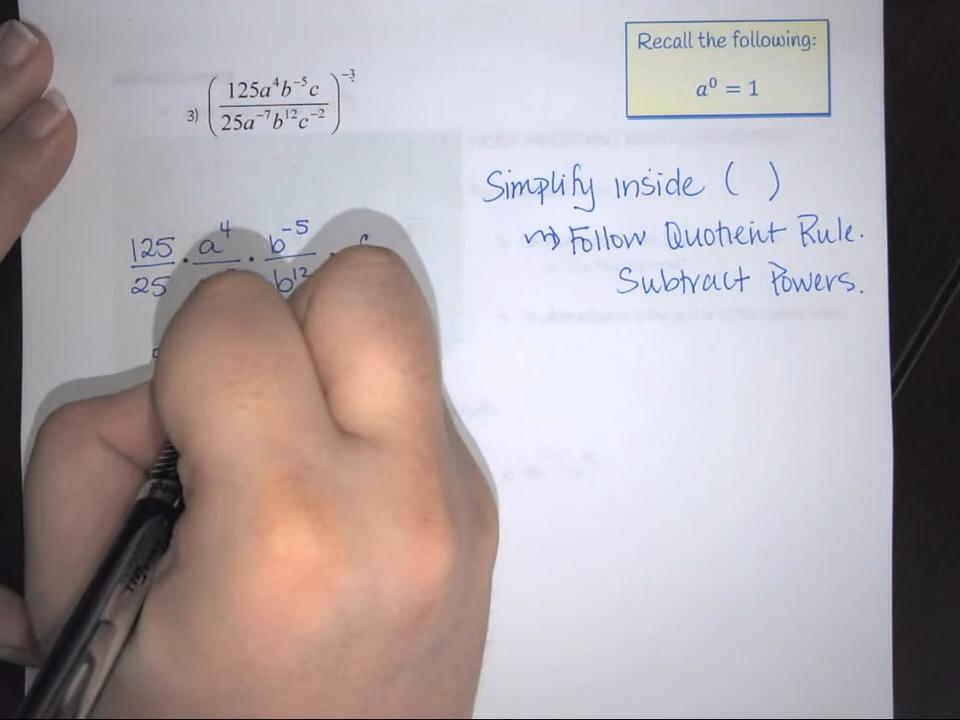 Recall the following:
a⁰ = 1
3) (125a⁴b⁻⁵c / 25a⁻⁷b¹²c⁻²)⁻³
Simplify inside ( )
↝ Follow Quotient Rule.
Subtract Powers.
125/25 · a⁴ · b⁻⁵/b¹² ·